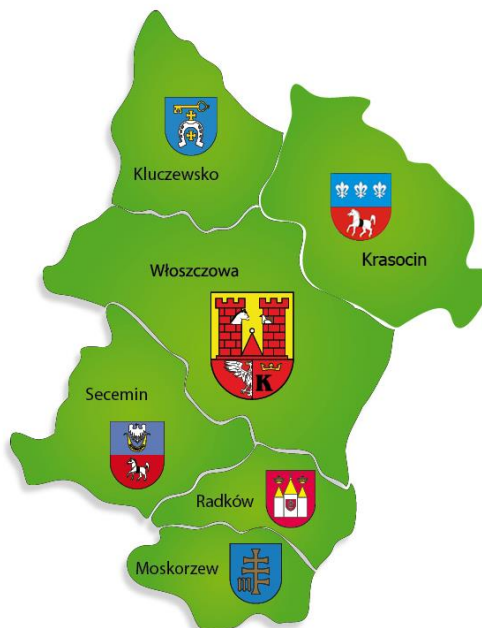 Kluczewsko
Krasocin
Włoszczowa
K
Secemin
Radków
Moskorzew